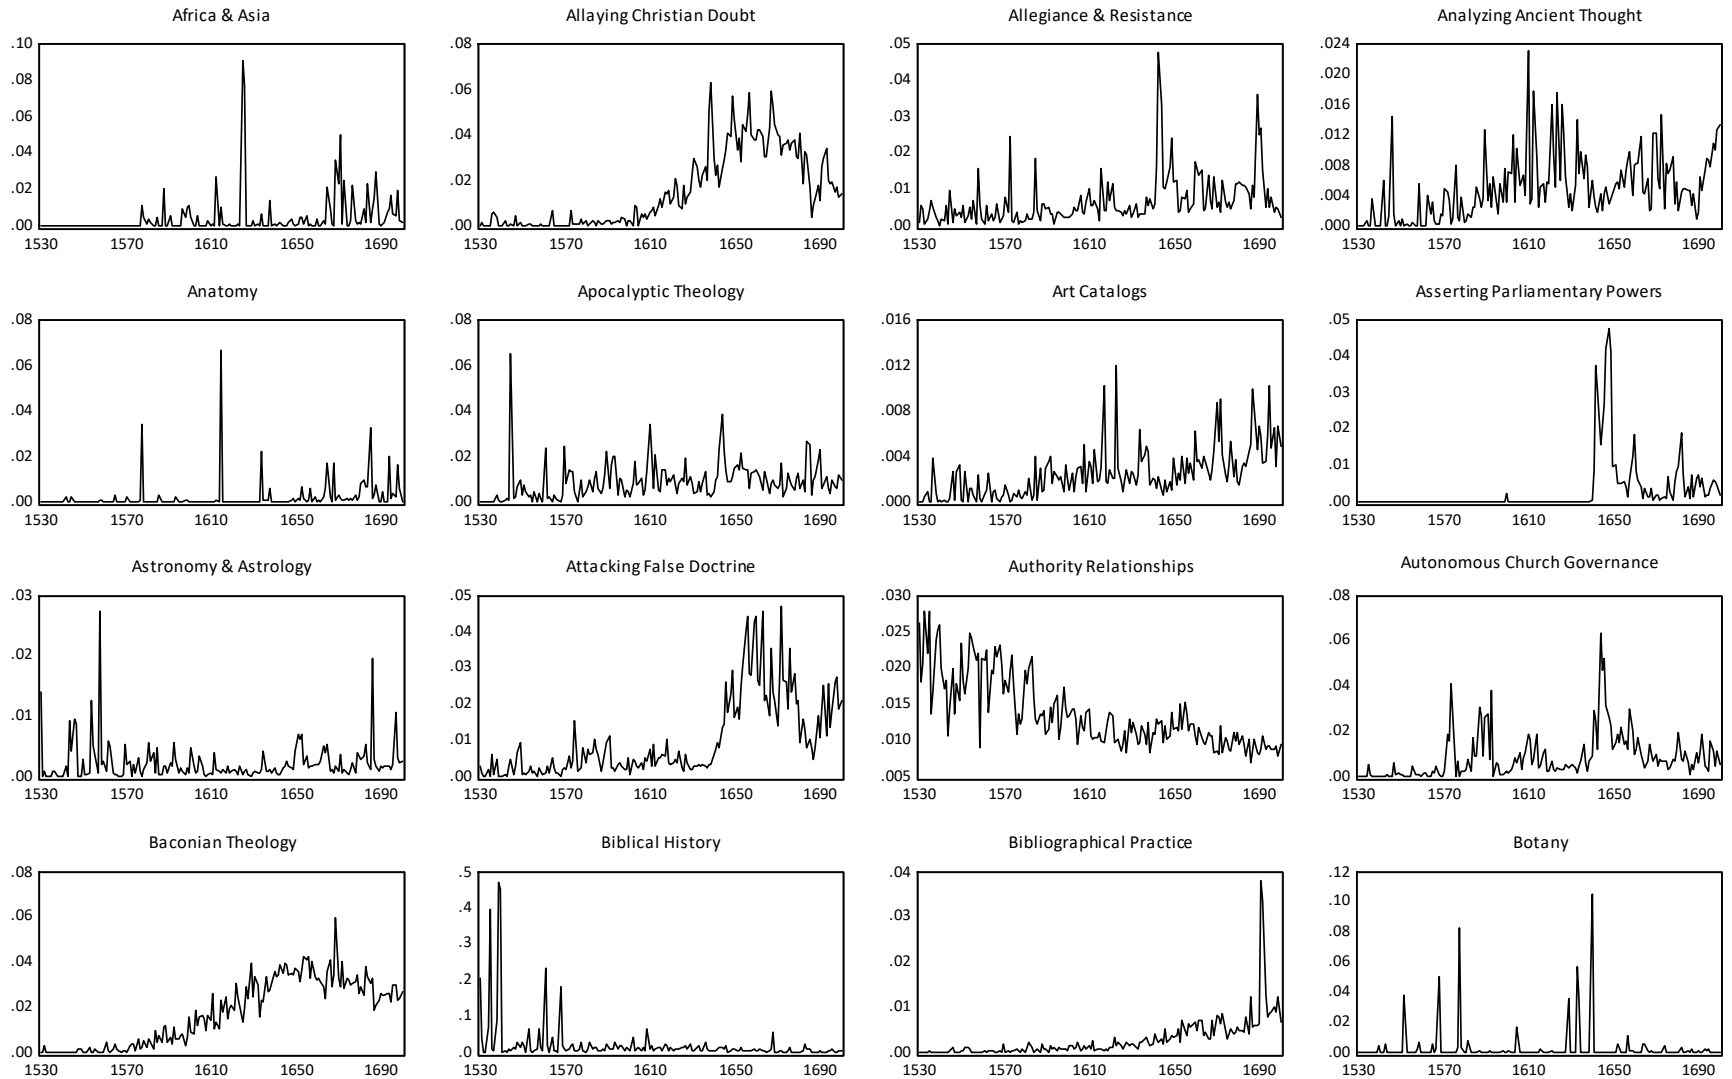 Africa & Asia
.10
.08
.06
.04
.02
.00
1530 1570 1610 1650 1690
Allaying Christian Doubt
.08
.06
.04
.02
.00
1530 1570 1610 1650 1690
Allegiance & Resistance
.05
.04
.03
.02
.01
.00
1530 1570 1610 1650 1690
Analyzing Ancient Thought
.024
.020
.016
.012
.008
.004
.000
1530 1570 1610 1650 1690
Anatomy
.08
.06
.04
.02
.00
1530 1570 1610 1650 1690
Apocalyptic Theology
.08
.06
.04
.02
.00
1530 1570 1610 1650 1690
Art Catalogs
.016
.012
.008
.004
.000
1530 1570 1610 1650 1690
Asserting Parliamentary Powers
.05
.04
.03
.02
.01
.00
1530 1570 1610 1650 1690
Astronomy & Astrology
.03
.02
.01
.00
1530 1570 1610 1650 1690
Attacking False Doctrine
.05
.04
.03
.02
.01
.00
1530 1570 1610 1650 1690
Authority Relationships
.030
.025
.020
.015
.010
.005
1530 1570 1610 1650 1690
Autonomous Church Governance
.08
.06
.04
.02
.00
1530 1570 1610 1650 1690
Baconian Theology
.08
.06
.04
.02
.00
1530 1570 1610 1650 1690
Biblical History
.5
.4
.3
.2
.1
.0
1530 1570 1610 1650 1690
Bibliographical Practice
.04
.03
.02
.01
.00
1530 1570 1610 1650 1690
Botany
.12
.10
.08
.06
.04
.02
.00
1530 1570 1610 1650 1690